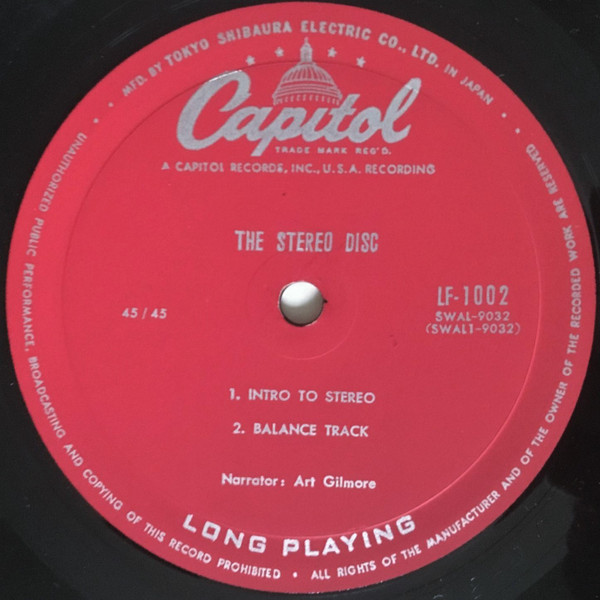 MFD. BY TOKYO SHIBAURA ELECTRIC CO., LTD. IN JAPAN
Capitol
TRADE MARK REG'D.
A CAPITOL RECORDS, INC., U.S.A. RECORDING
THE STEREO DISC
45/45
LF-1002
SWAL-9032
(SWAL1-9032)
1. INTRO TO STEREO
2. BALANCE TRACK
Narrator: Art Gilmore
LONG PLAYING
UNAUTHORIZED PUBLIC PERFORMANCE, BROADCASTING AND COPYING OF THIS RECORD PROHIBITED • ALL RIGHTS OF THE MANUFACTURER AND OF THE OWNER OF THE RECORDED WORK ARE RESERVED